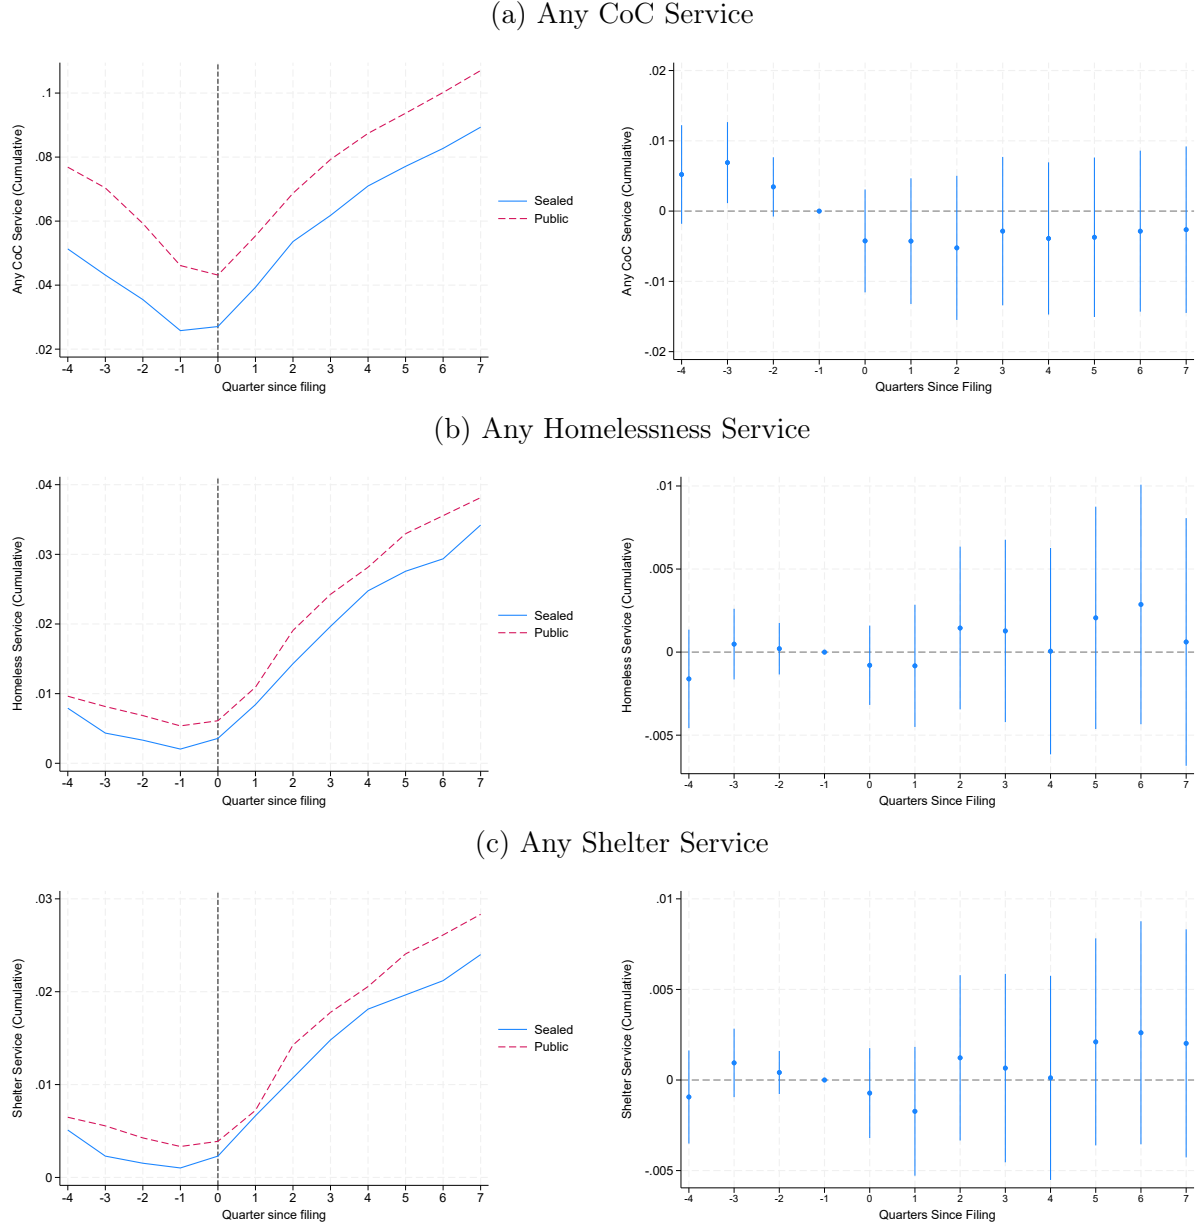 (a) Any CoC Service
Any CoC Service (Cumulative)
.1
.08
.06
.04
.02
-4 -3 -2 -1 0 1 2 3 4 5 6 7
Quarter since filing
Sealed
Public
Any CoC Service (Cumulative)
.02
.01
0
-.01
-.02
-4 -3 -2 -1 0 1 2 3 4 5 6 7
Quarters Since Filing
(b) Any Homelessness Service
Homeless Service (Cumulative)
.04
.03
.02
.01
0
-4 -3 -2 -1 0 1 2 3 4 5 6 7
Quarter since filing
Sealed
Public
Homeless Service (Cumulative)
.01
.005
0
-.005
-4 -3 -2 -1 0 1 2 3 4 5 6 7
Quarters Since Filing
(c) Any Shelter Service
Shelter Service (Cumulative)
.03
.02
.01
0
-4 -3 -2 -1 0 1 2 3 4 5 6 7
Quarter since filing
Sealed
Public
Shelter Service (Cumulative)
.01
.005
0
-.005
-4 -3 -2 -1 0 1 2 3 4 5 6 7
Quarters Since Filing